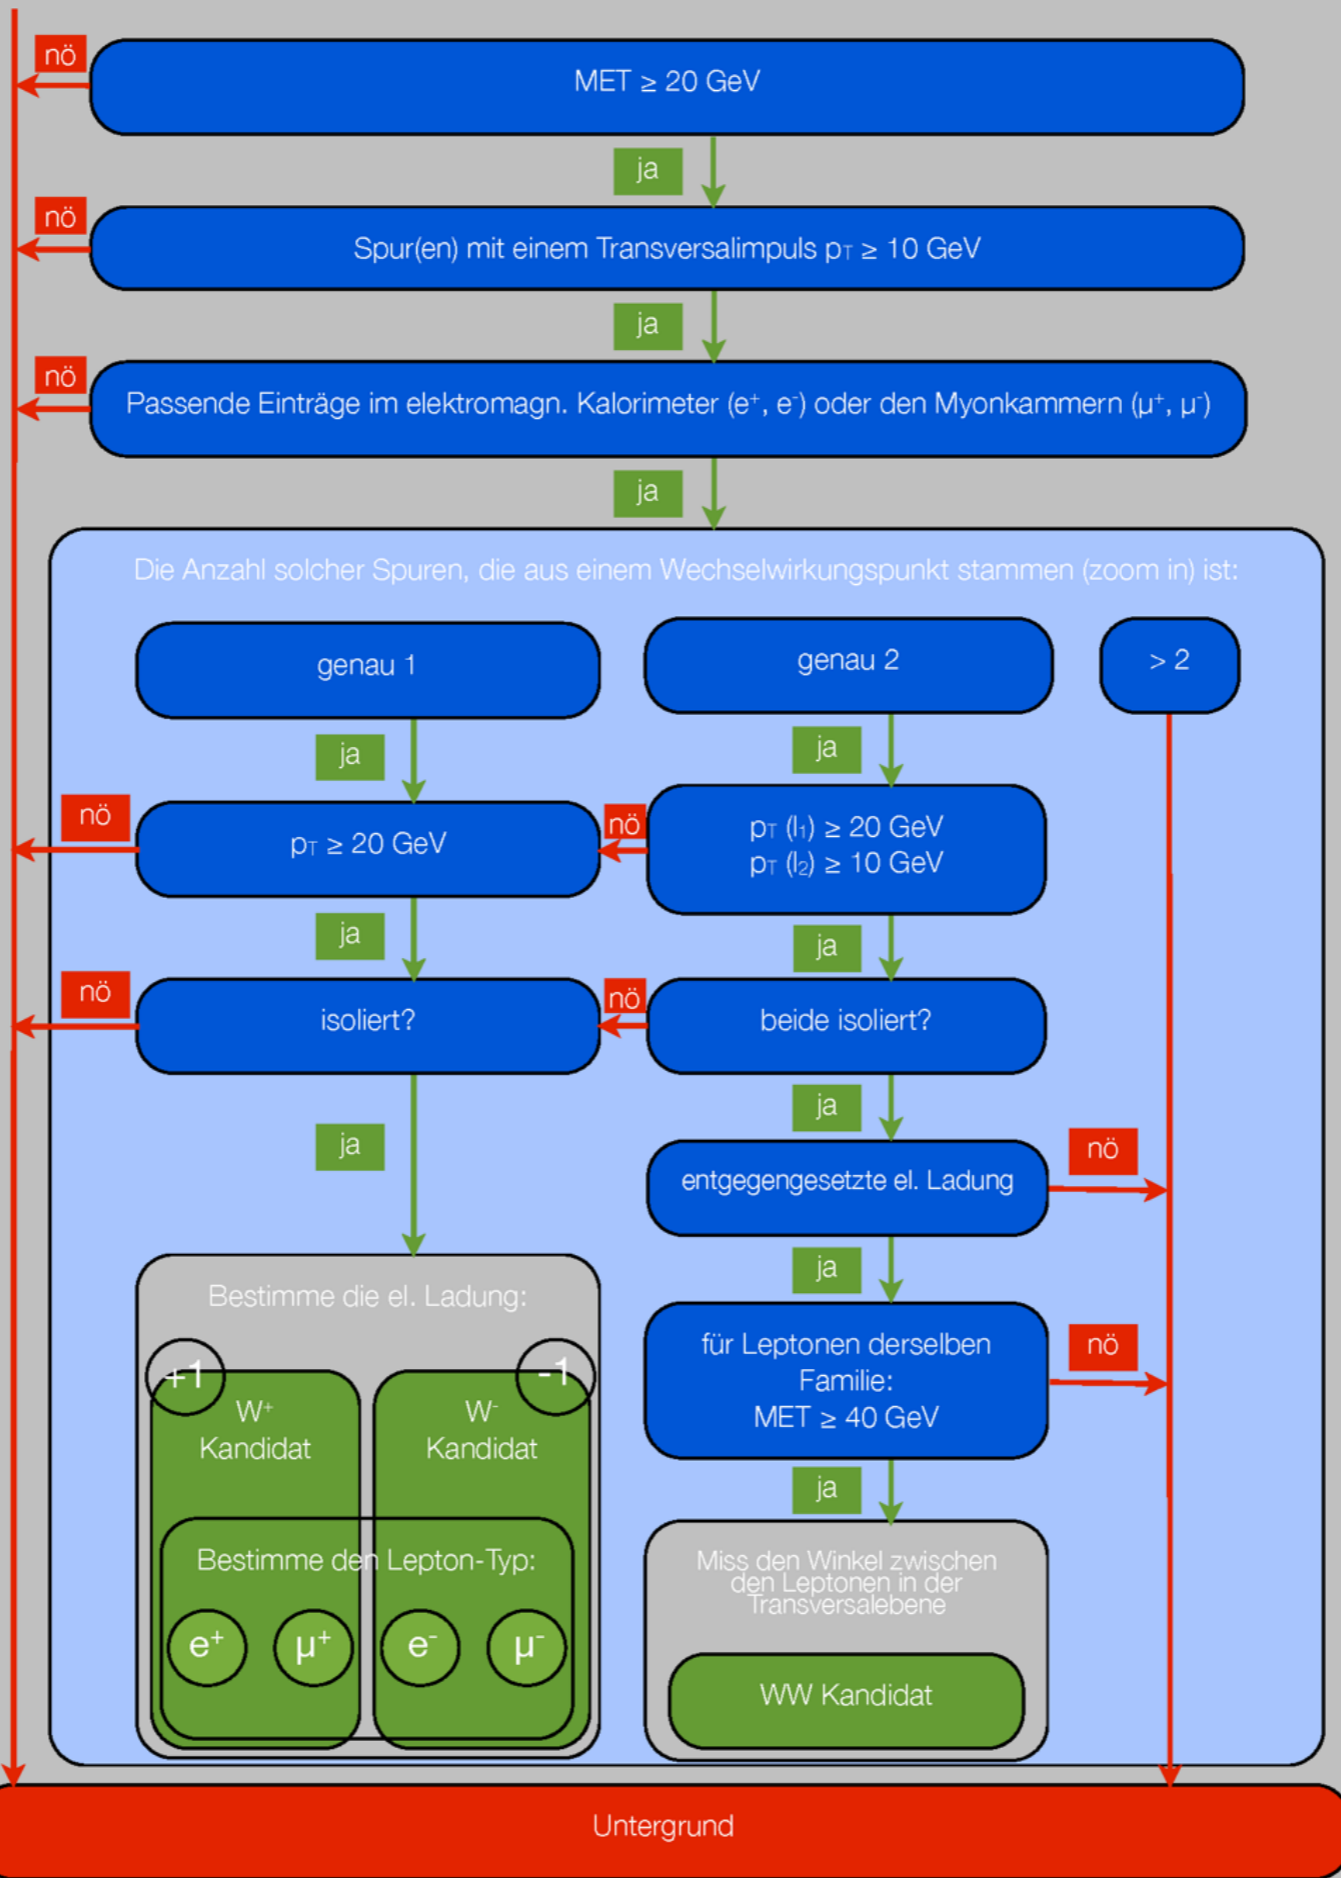 nö
MET ≥ 20 GeV
ja
nö
Spur(en) mit einem Transversalimpuls pT ≥ 10 GeV
ja
nö
Passende Einträge im elektromagn. Kalorimeter (e⁺, e⁻) oder den Myonkammern (μ⁺, μ⁻)
ja
Die Anzahl solcher Spuren, die aus einem Wechselwirkungspunkt stammen (zoom in) ist:
genau 1
genau 2
> 2
ja
ja
nö
pT ≥ 20 GeV
nö
pT (l₁) ≥ 20 GeV
pT (l₂) ≥ 10 GeV
ja
ja
nö
isoliert?
nö
beide isoliert?
ja
ja
entgegengesetzte el. Ladung
nö
ja
Bestimme die el. Ladung:
+1
-1
W⁺
Kandidat
W⁻
Kandidat
für Leptonen derselben
Familie:
MET ≥ 40 GeV
nö
ja
Bestimme den Lepton-Typ:
e⁺
μ⁺
e⁻
μ⁻
Miss den Winkel zwischen
den Leptonen in der
Transversalebene
WW Kandidat
Untergrund